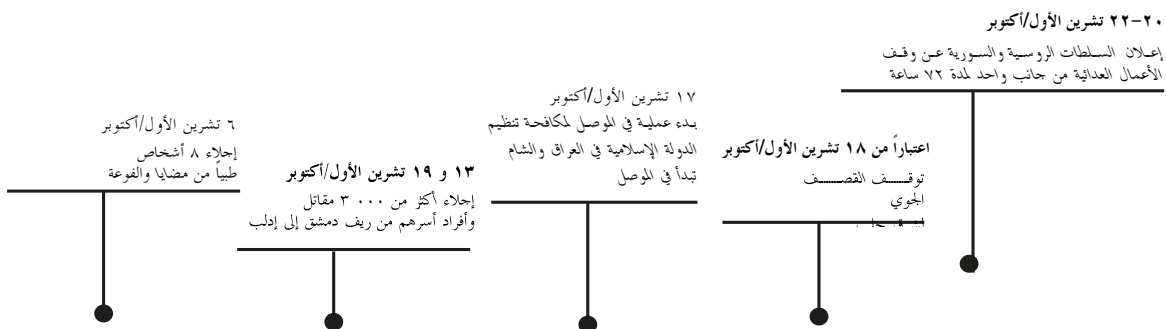 ٢٠-٢٢ تشرين الأول/أكتوبر
إعلان السلطات الروسية والسورية عن وقف
الأعمال العدائية من جانب واحد لمدة ٧٢ ساعة
اعتباراً من ١٨ تشرين الأول/أكتوبر
توقف القصف
الجوي
١٧ تشرين الأول/أكتوبر
بدء عملية في الموصل لمكافحة تنظيم
الدولة الإسلامية في العراق والشام
تبدأ في الموصل
١٣ و ١٩ تشرين الأول/أكتوبر
إجلاء أكثر من ٠٠٠ ٣ مقاتل
وأفراد أسرهم من ريف دمشق إلى إدلب
٦ تشرين الأول/أكتوبر
إجلاء ٨ أشخاص
طبياً من مضايا والفوعة